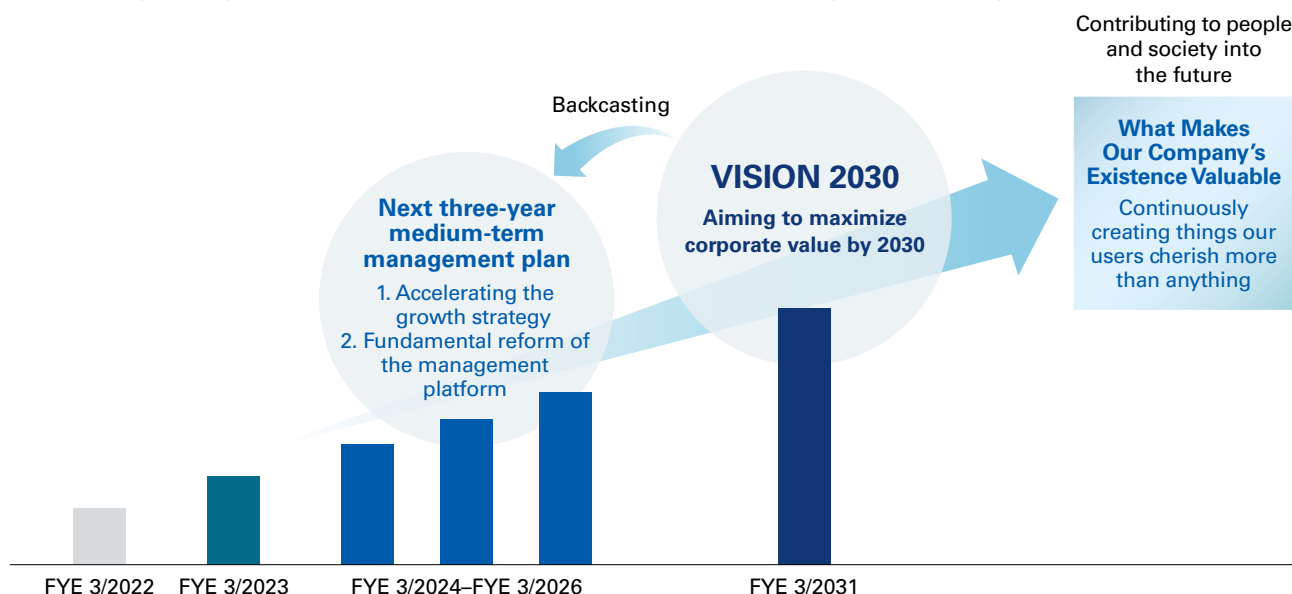 Contributing to people
and society into
the future
What Makes
Our Company's
Existence Valuable
Continuously
creating things our
users cherish more
than anything
Backcasting
VISION 2030
Aiming to maximize
corporate value by 2030
Next three-year
medium-term
management plan
1. Accelerating the
growth strategy
2. Fundamental reform of
the management
platform
FYE 3/2022
FYE 3/2023
FYE 3/2024–FYE 3/2026
FYE 3/2031